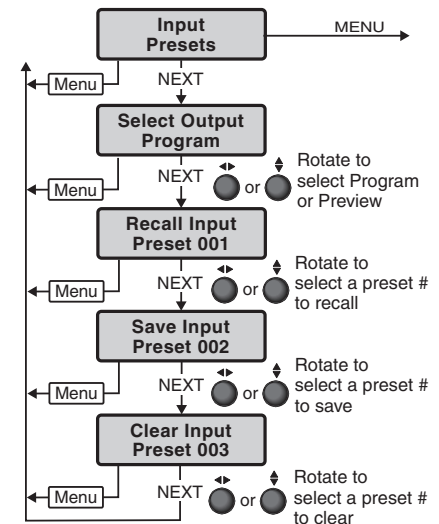 Input
Presets
MENU
Menu
NEXT
Select Output
Program
Menu
NEXT
or
Rotate to
select Program
or Preview
Recall Input
Preset 001
Menu
NEXT
or
Rotate to
select a preset #
to recall
Save Input
Preset 002
Menu
NEXT
or
Rotate to
select a preset #
to save
Clear Input
Preset 003
Menu
NEXT
or
Rotate to
select a preset #
to clear